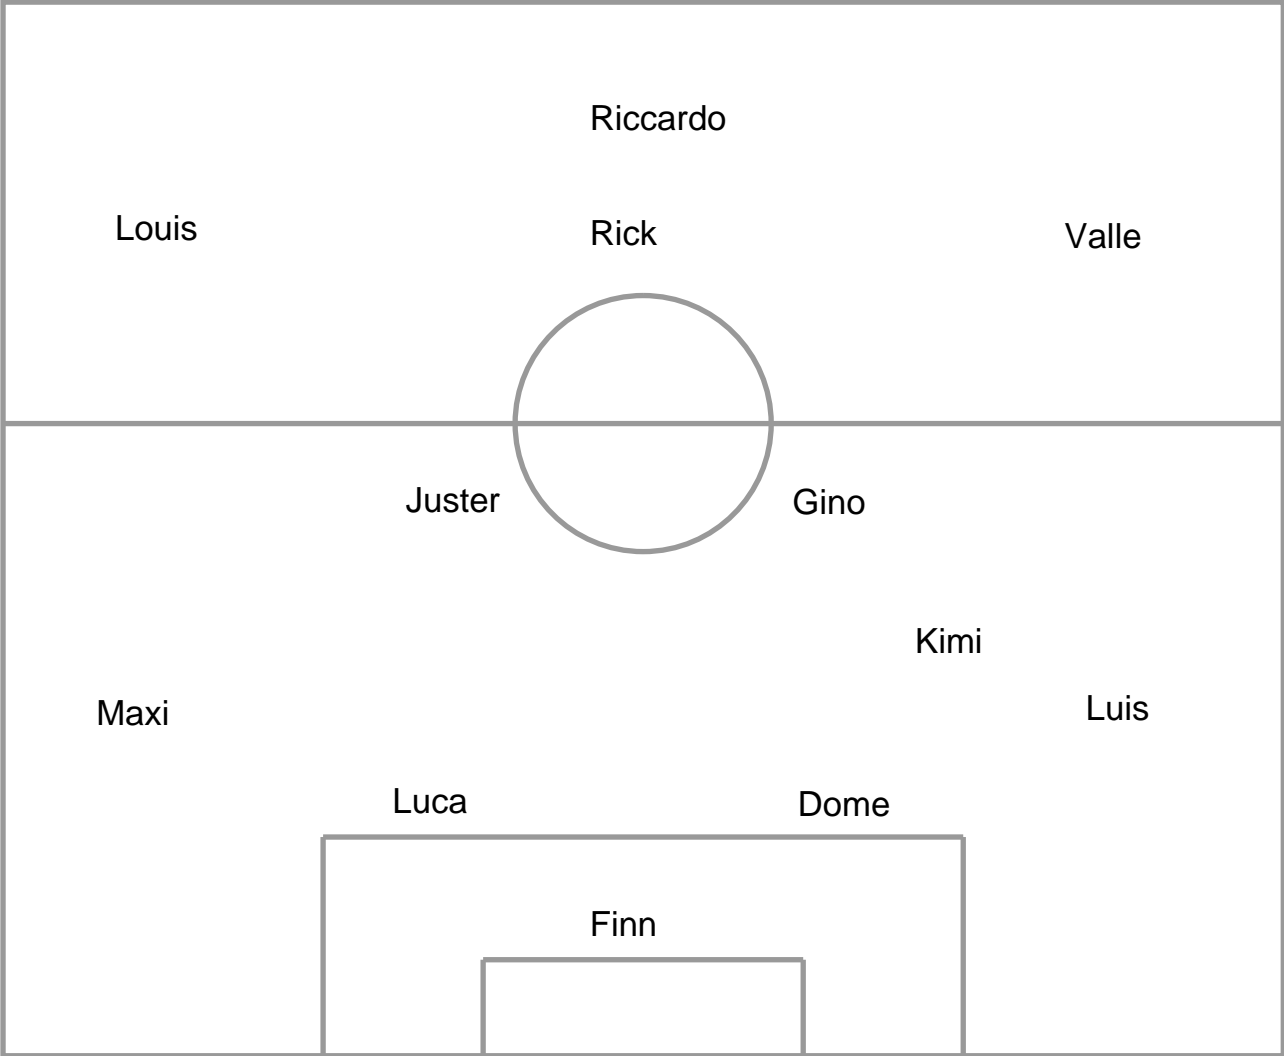 Riccardo
Louis
Rick
Valle
Juster
Gino
Kimi
Maxi
Luis
Luca
Dome
Finn